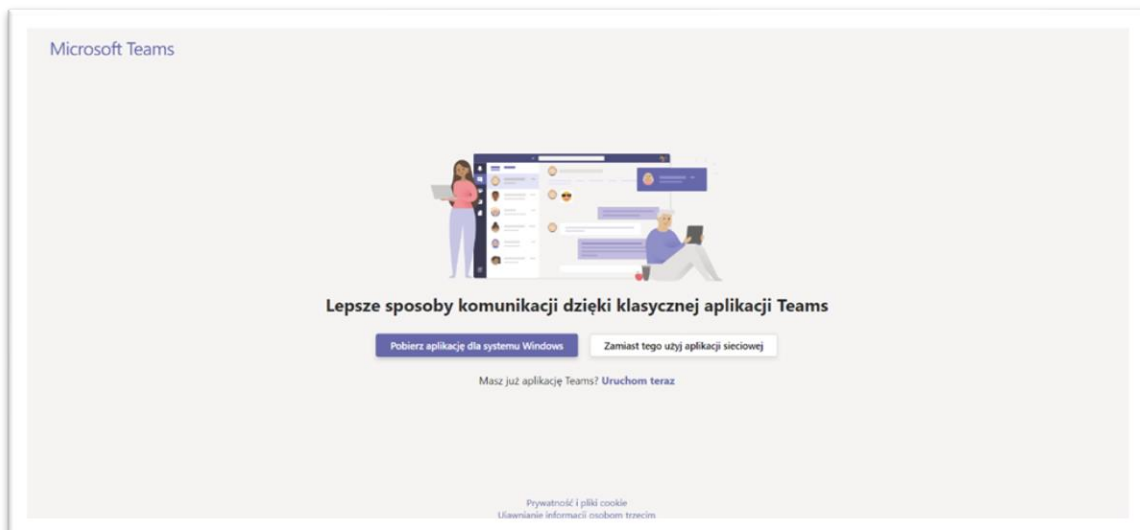 Microsoft Teams
Lepsze sposoby komunikacji dzięki klasycznej aplikacji Teams
Pobierz aplikację dla systemu Windows
Zamiast tego użyj aplikacji sieciowej
Masz już aplikację Teams? Uruchom teraz
Prywatność i pliki cookie
Ujawnianie informacji osobom trzecim